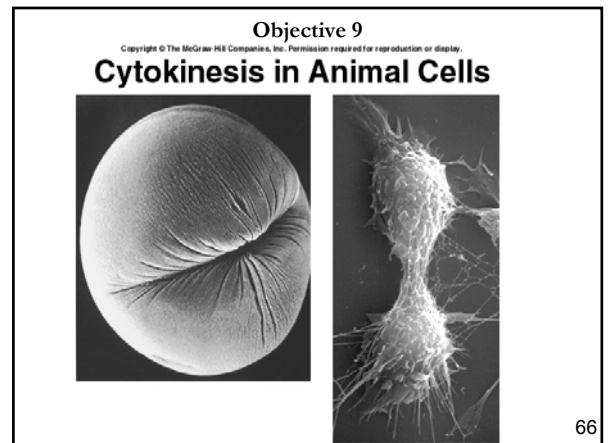 Objective 9
Copyright © The McGraw-Hill Companies, Inc. Permission required for reproduction or display.
Cytokinesis in Animal Cells
66